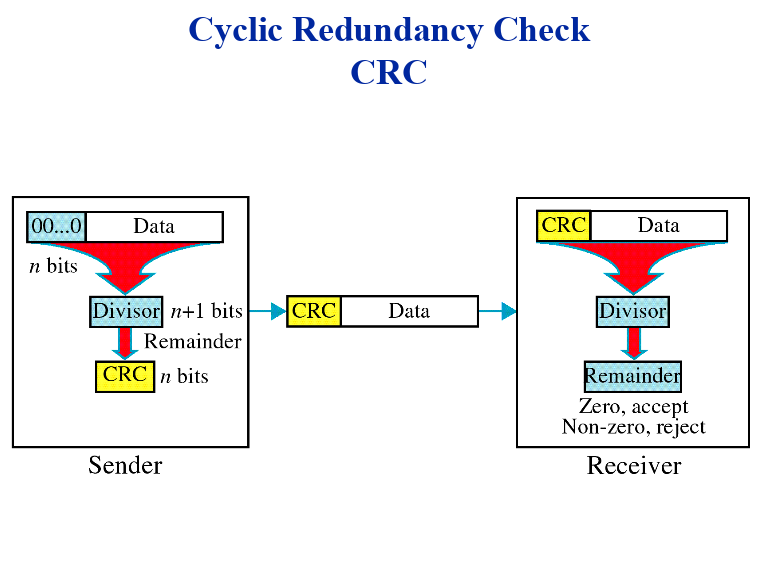 Cyclic Redundancy Check
CRC
00...0 Data
n bits
Divisor n+1 bits
Remainder
CRC n bits
Sender
CRC Data
CRC Data
Divisor
Remainder
Zero, accept
Non-zero, reject
Receiver